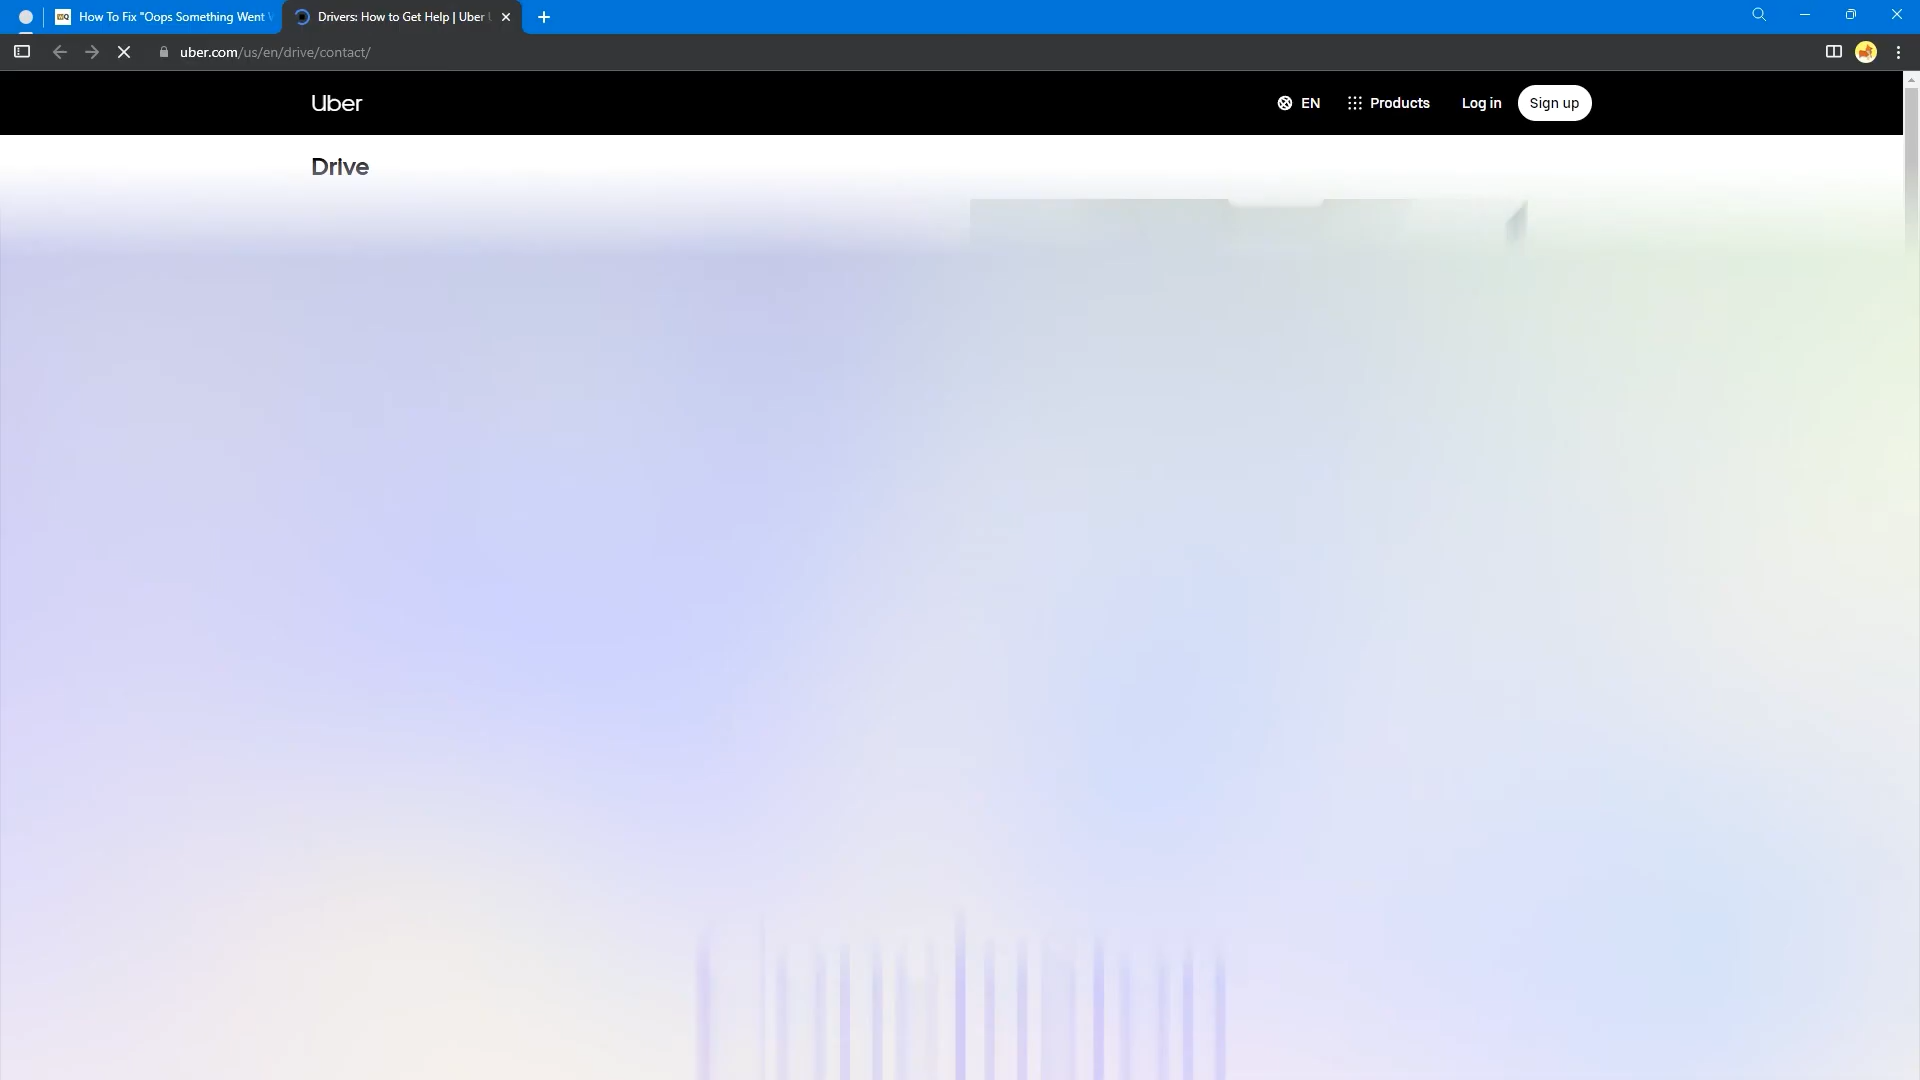 How To Fix "Oops Something Went
Drivers: How to Get Help | Uber
uber.com/us/en/drive/contact/
Uber
EN
Products
Log in
Sign up
Drive